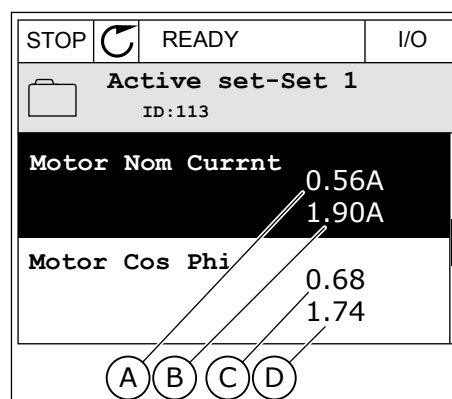 STOP READY I/O
Active set-Set 1
ID:113
Motor Nom Currnt
0.56A
1.90A
Motor Cos Phi
0.68
1.74
A B C D